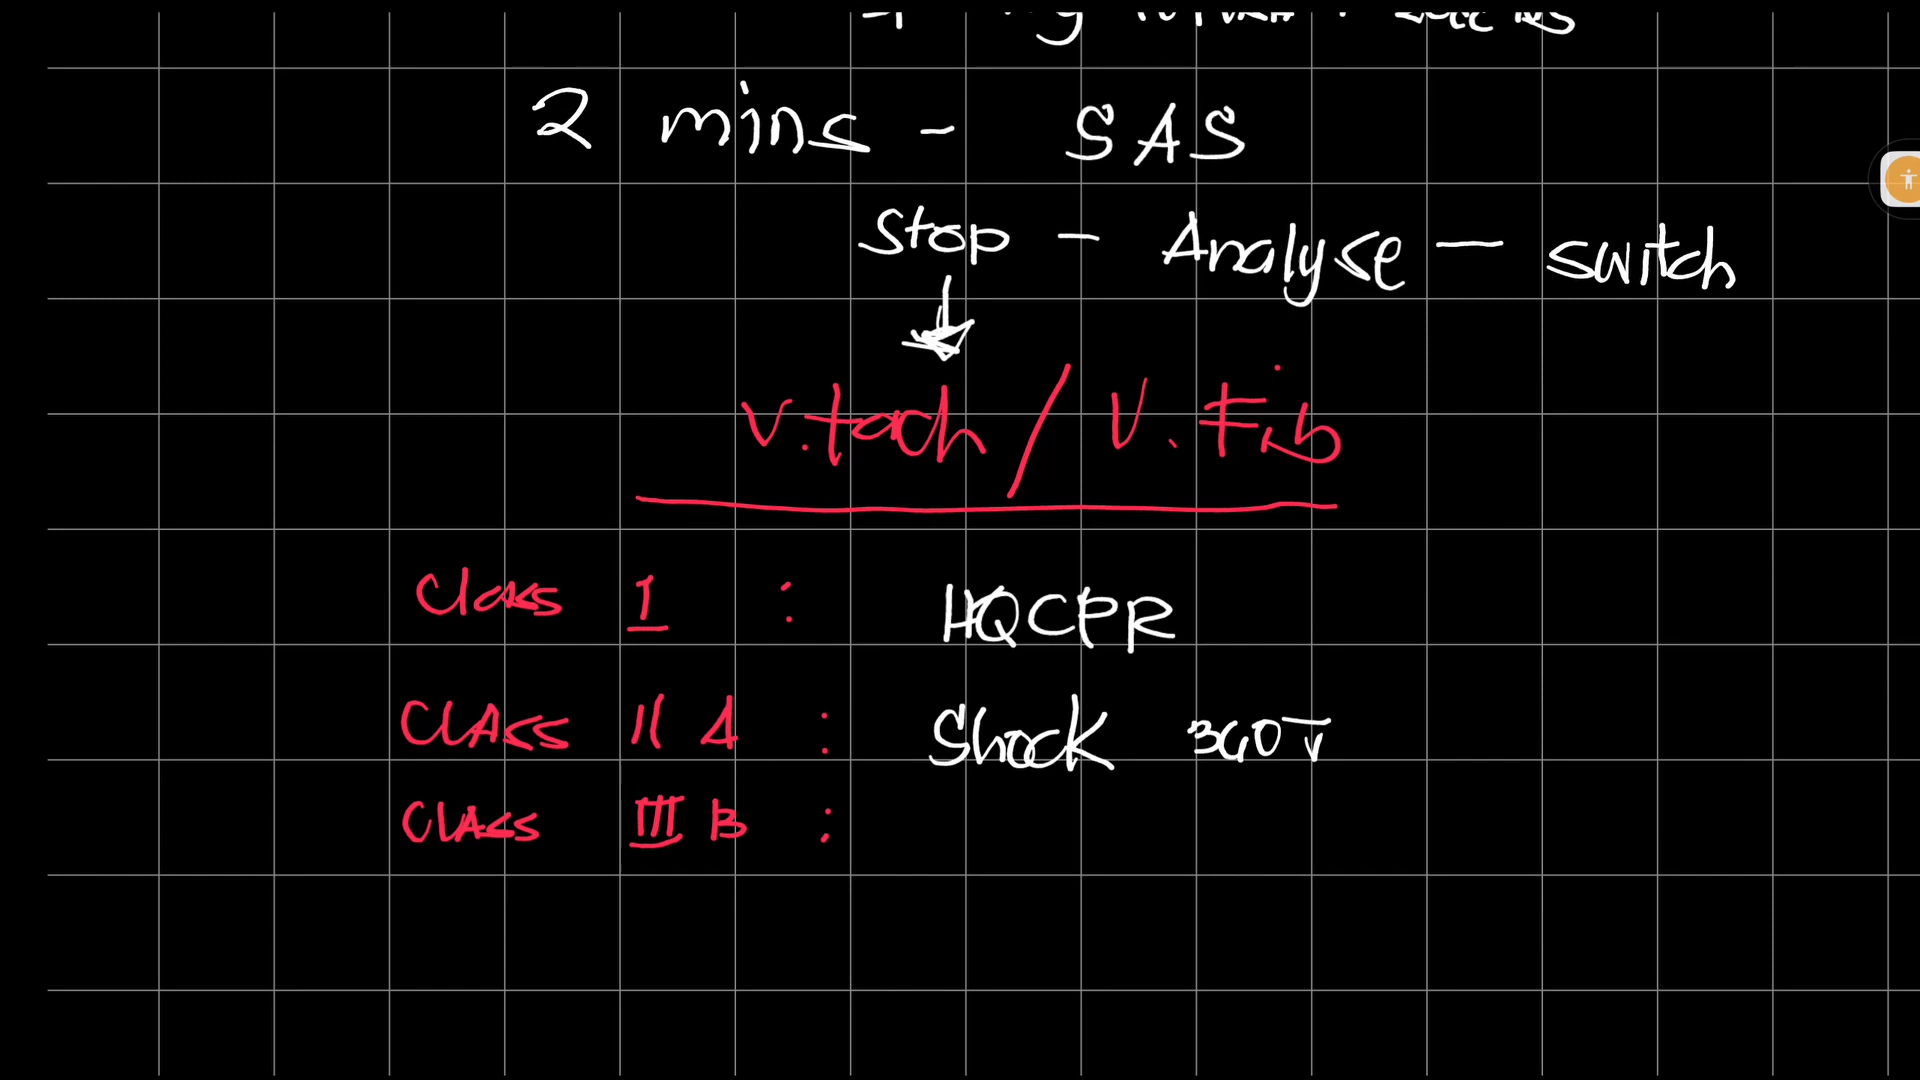 2 mins - SAS
Stop - Analyse - switch
V.tach / V.Fib
Class I : HQCPR
CLASS II A : Shock 360J
CLASS III B :